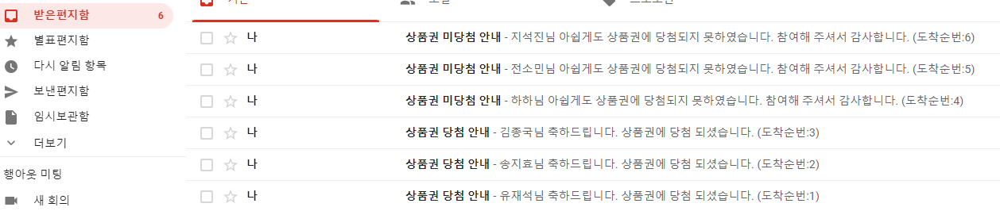 받은편지함 6
별표편지함
다시 알림 항목
보낸편지함
임시보관함
더보기
행아웃 미팅
새 회의
나 상품권 미당첨 안내 - 지석진님 아쉽게도 상품권에 당첨되지 못하였습니다. 참여해 주셔서 감사합니다. (도착순번:6)
나 상품권 미당첨 안내 - 전소민님 아쉽게도 상품권에 당첨되지 못하였습니다. 참여해 주셔서 감사합니다. (도착순번:5)
나 상품권 미당첨 안내 - 하하님 아쉽게도 상품권에 당첨되지 못하였습니다. 참여해 주셔서 감사합니다. (도착순번:4)
나 상품권 당첨 안내 - 김종국님 축하드립니다. 상품권에 당첨 되셨습니다. (도착순번:3)
나 상품권 당첨 안내 - 송지효님 축하드립니다. 상품권에 당첨 되셨습니다. (도착순번:2)
나 상품권 당첨 안내 - 유재석님 축하드립니다. 상품권에 당첨 되셨습니다. (도착순번:1)